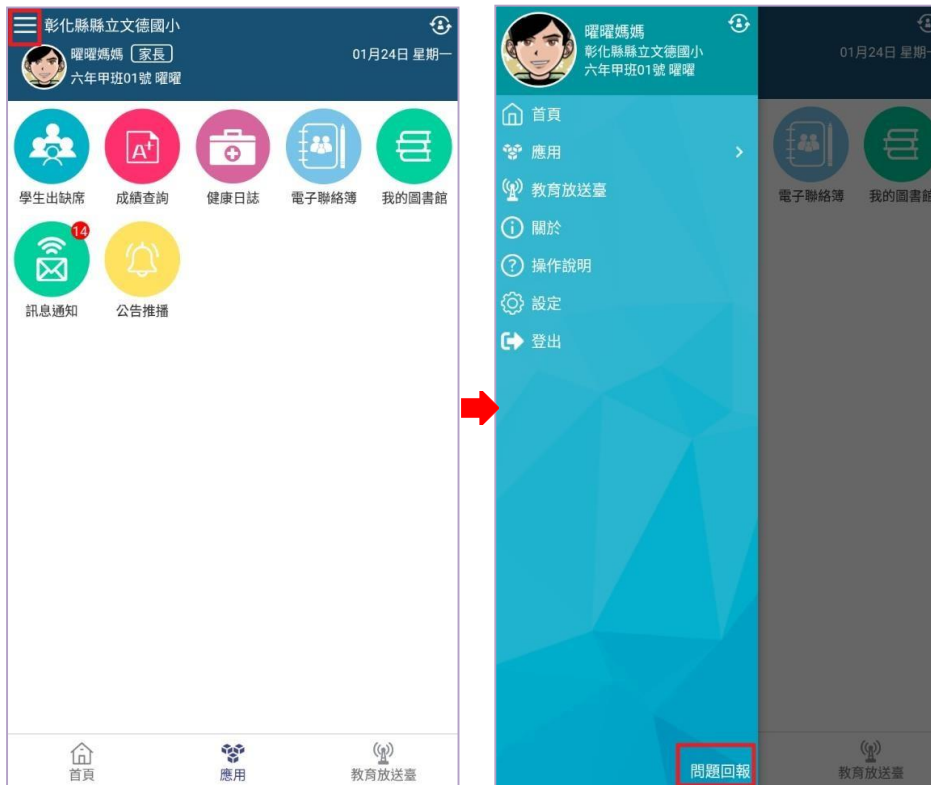 彰化縣縣立文德國小
曜曜媽媽 家長 01月24日 星期一
六年甲班01號 曜曜
A+
學生出缺席 成績查詢 健康日誌 電子聯絡簿 我的圖書館
14
訊息通知 公告推播
首頁 應用 教育放送臺
曜曜媽媽
彰化縣縣立文德國小
六年甲班01號 曜曜
01月24日 星期一
首頁
應用
教育放送臺
關於
操作說明
設定
登出
電子聯絡簿 我的圖書館
問題回報
教育放送臺